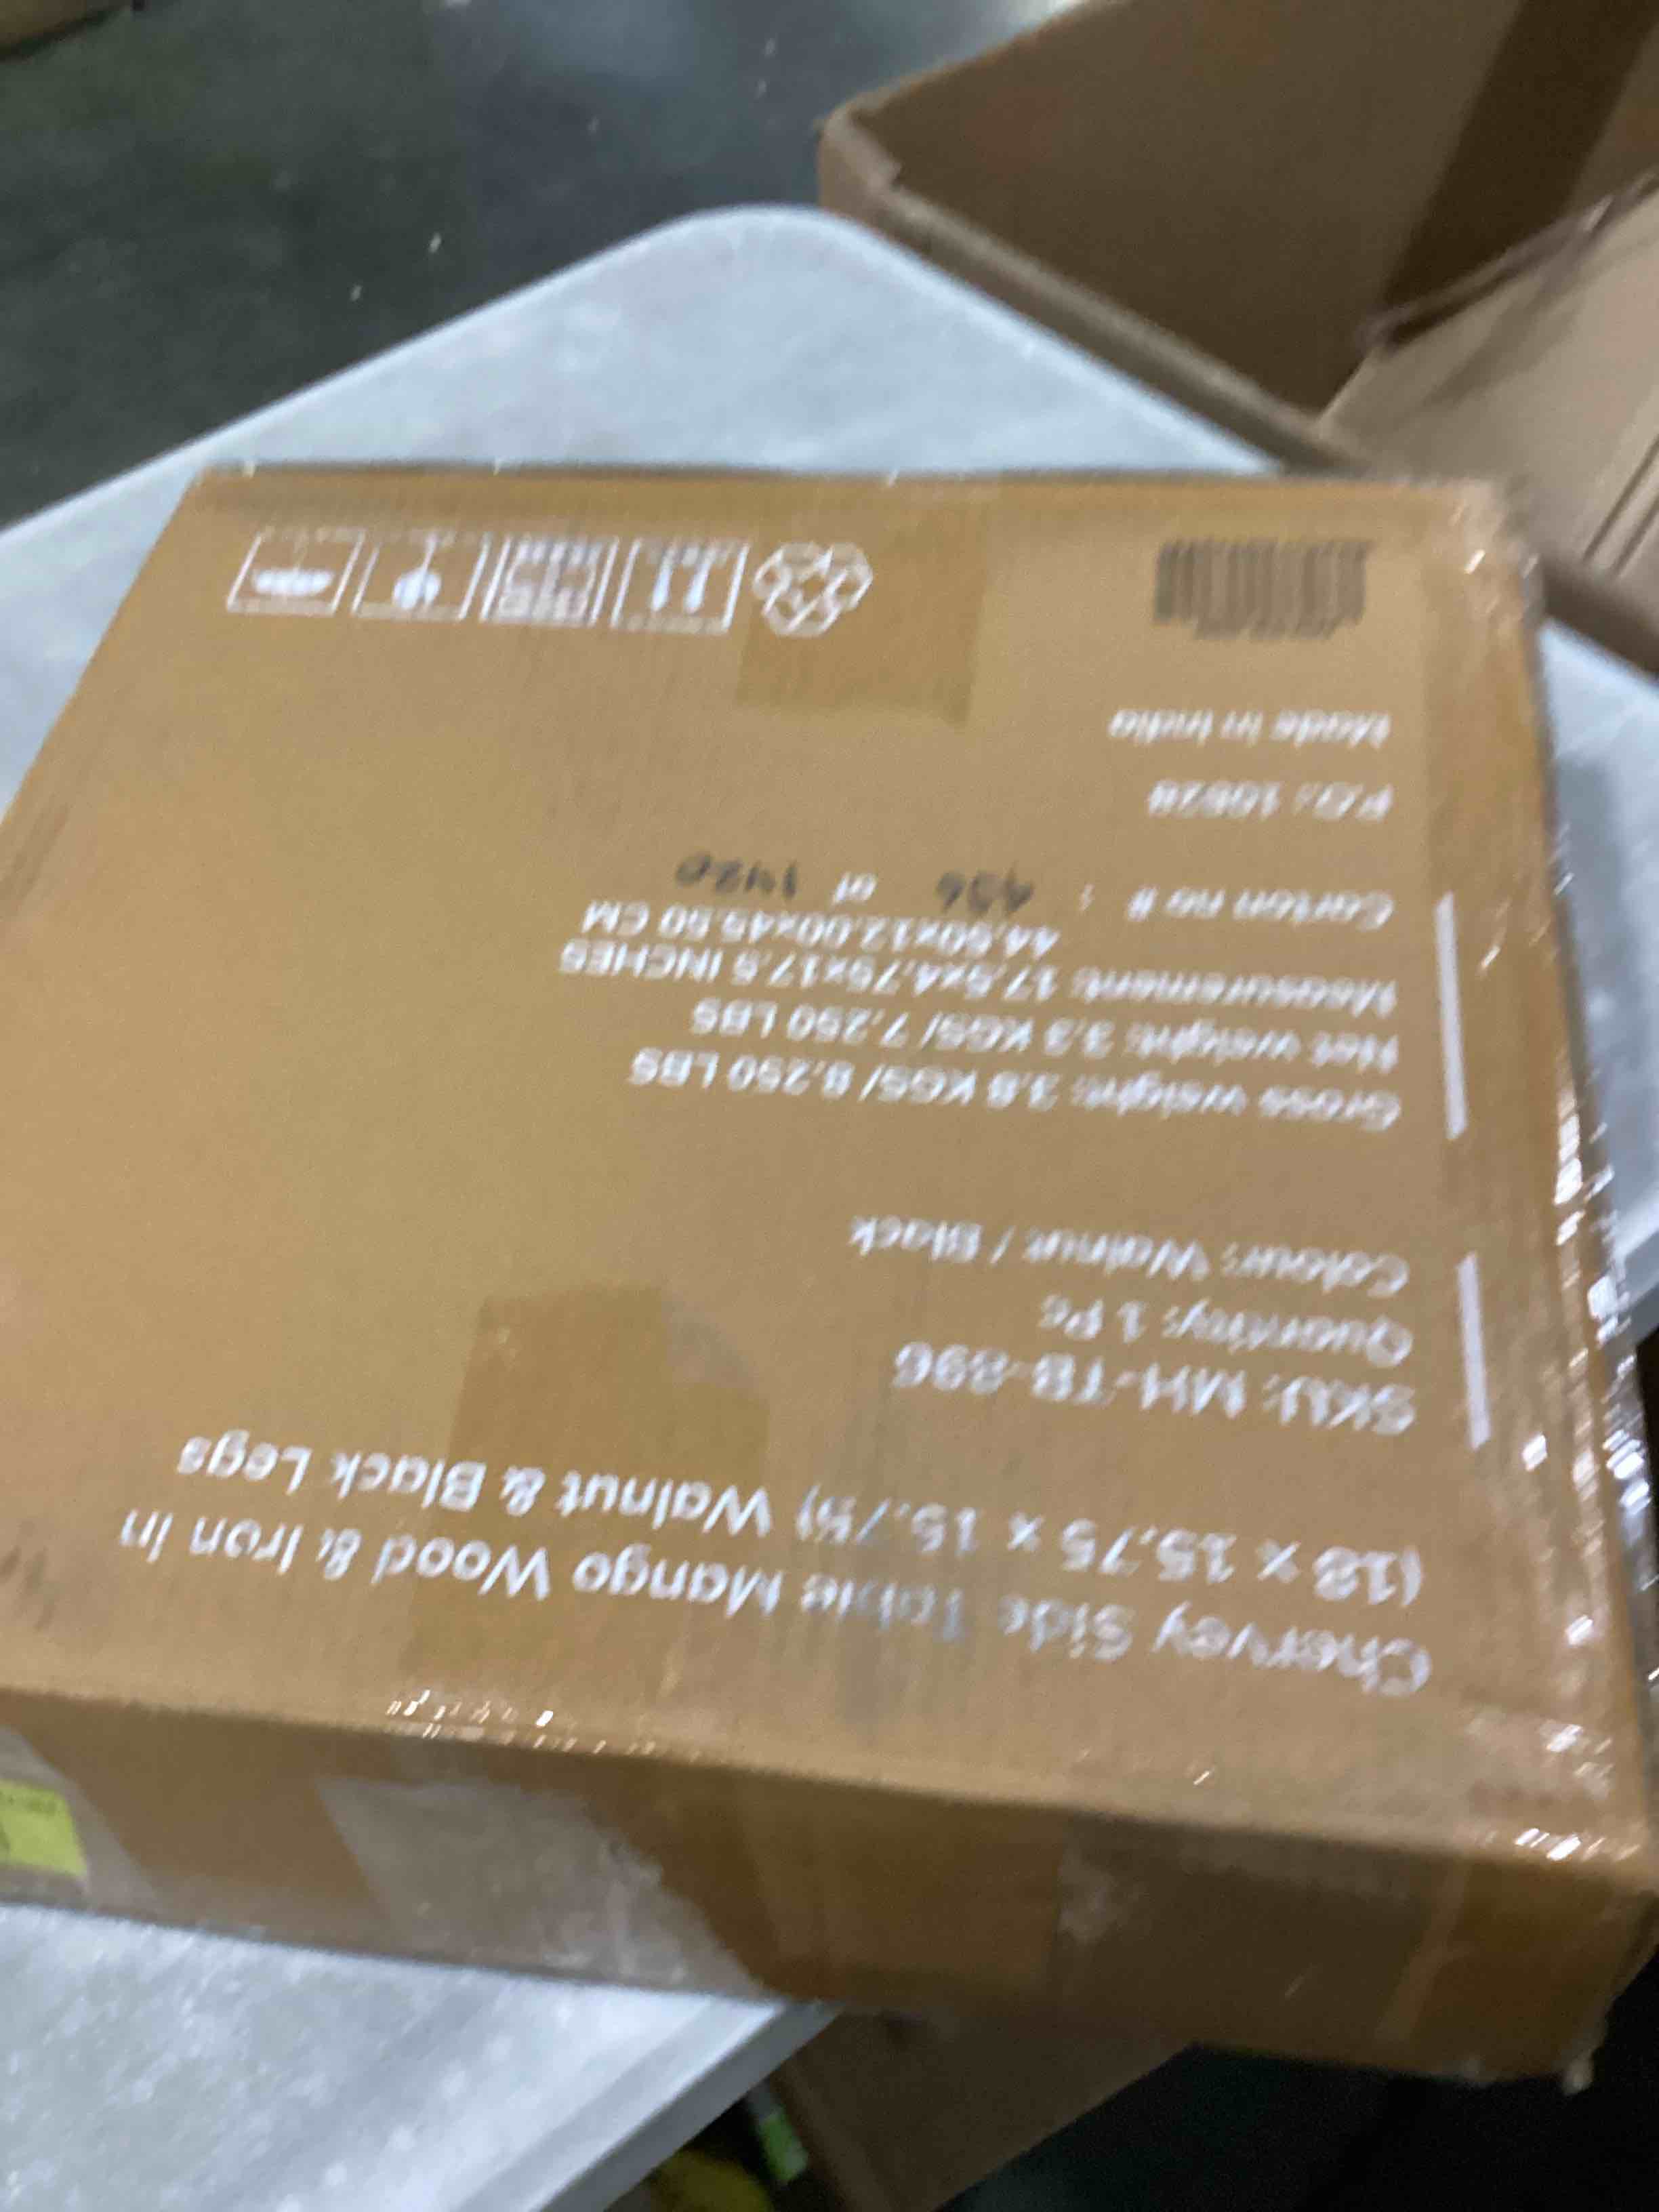 Chervey Side Table Mango Wood & Iron In
(18 x 15.75 x 15.75) Walnut & Black Legs
SKU: MH-TB-896
Quantity: 1 Pc
Colour: Walnut / Black
Gross weight: 3.8 KGS/ 8.250 LBS
Net weight: 3.3 KGS/ 7.250 LBS
Measurement: 17.5x4.75x17.5 INCHES
44.50x12.00x45.50 CM
Carton no # : of 1420
P.O.:
Made in India